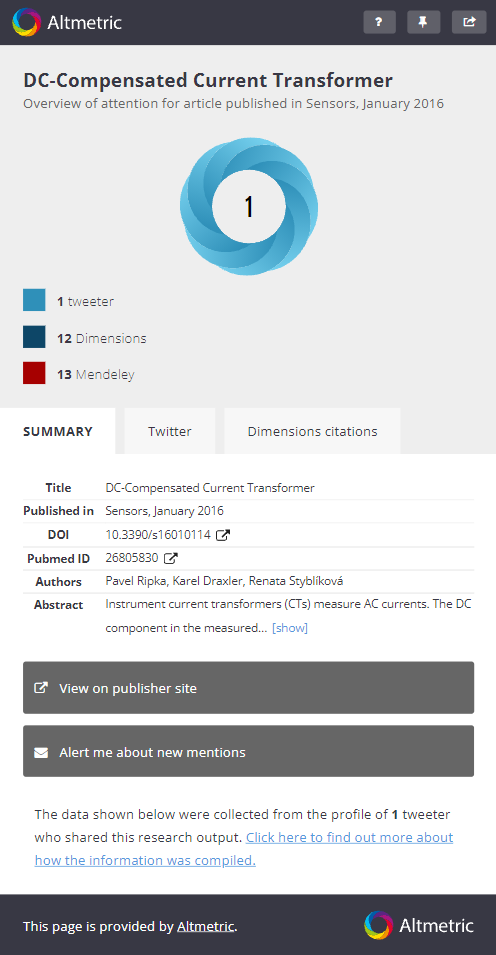 Altmetric
?
DC-Compensated Current Transformer
Overview of attention for article published in Sensors, January 2016
1
1 tweeter
12 Dimensions
13 Mendeley
SUMMARY Twitter Dimensions citations
Title DC-Compensated Current Transformer
Published in Sensors, January 2016
DOI 10.3390/s16010114
Pubmed ID 26805830
Authors Pavel Ripka, Karel Draxler, Renata Styblíková
Abstract Instrument current transformers (CTs) measure AC currents. The DC
component in the measured... [show]
View on publisher site
Alert me about new mentions
The data shown below were collected from the profile of 1 tweeter
who shared this research output. Click here to find out more about
how the information was compiled.
This page is provided by Altmetric.
Altmetric